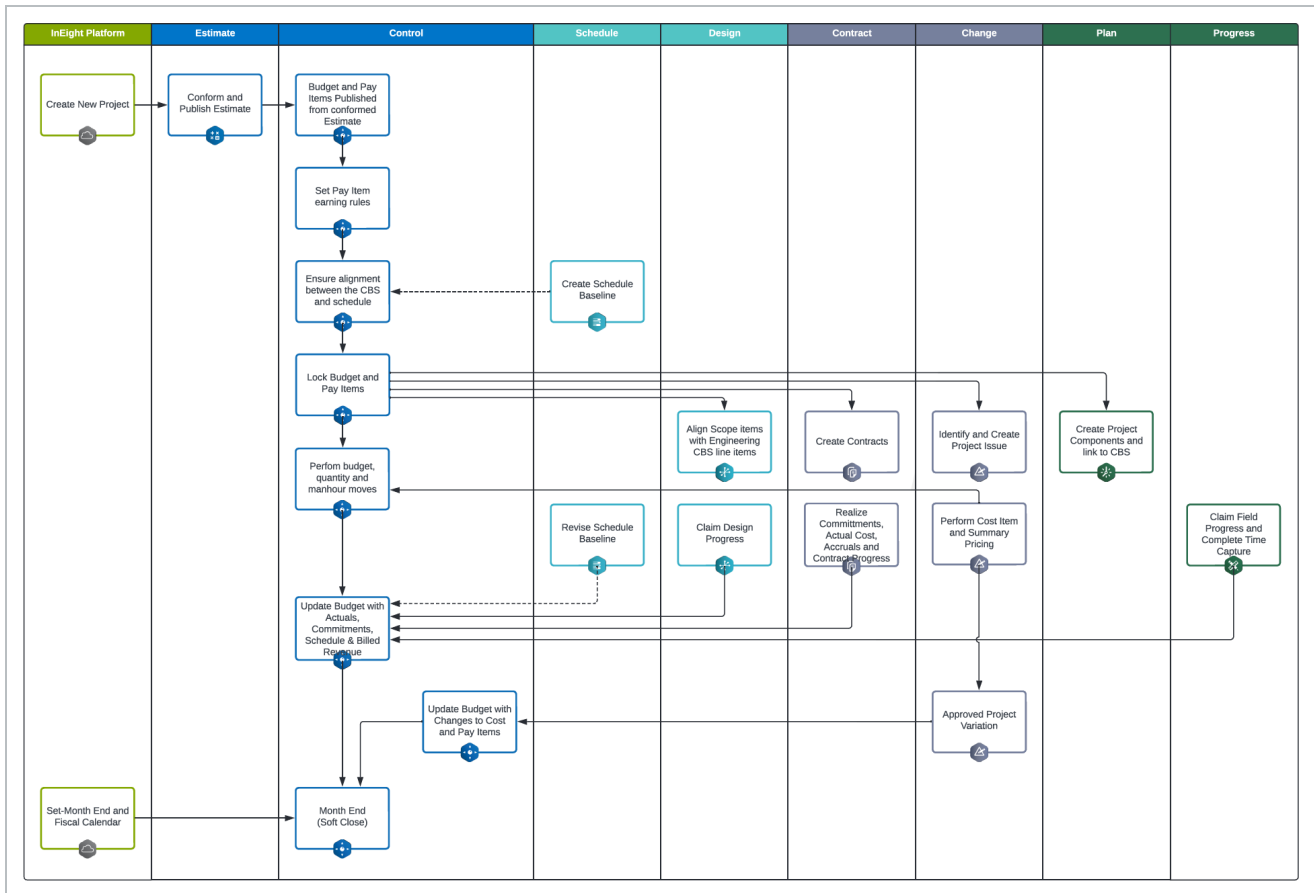 InEight Platform
Estimate
Control
Schedule
Design
Contract
Change
Plan
Progress
Create New Project
Conform and
Publish Estimate
Budget and Pay
Items Published
from conformed
Estimate
Set Pay Item
earning rules
Ensure alignment
between the CBS
and schedule
Create Schedule
Baseline
Lock Budget and
Pay Items
Align Scope items
with Engineering
CBS line items
Create Contracts
Identify and Create
Project Issue
Create Project
Components and
link to CBS
Perfom budget,
quantity and
manhour moves
Revise Schedule
Baseline
Claim Design
Progress
Realize
Committments,
Actual Cost,
Accruals and
Contract Progress
Perform Cost Item
and Summary
Pricing
Claim Field
Progress and
Complete Time
Capture
Update Budget with
Actuals,
Commitments,
Schedule & Billed
Revenue
Update Budget with
Changes to Cost
and Pay Items
Approved Project
Variation
Set-Month End and
Fiscal Calendar
Month End
(Soft Close)